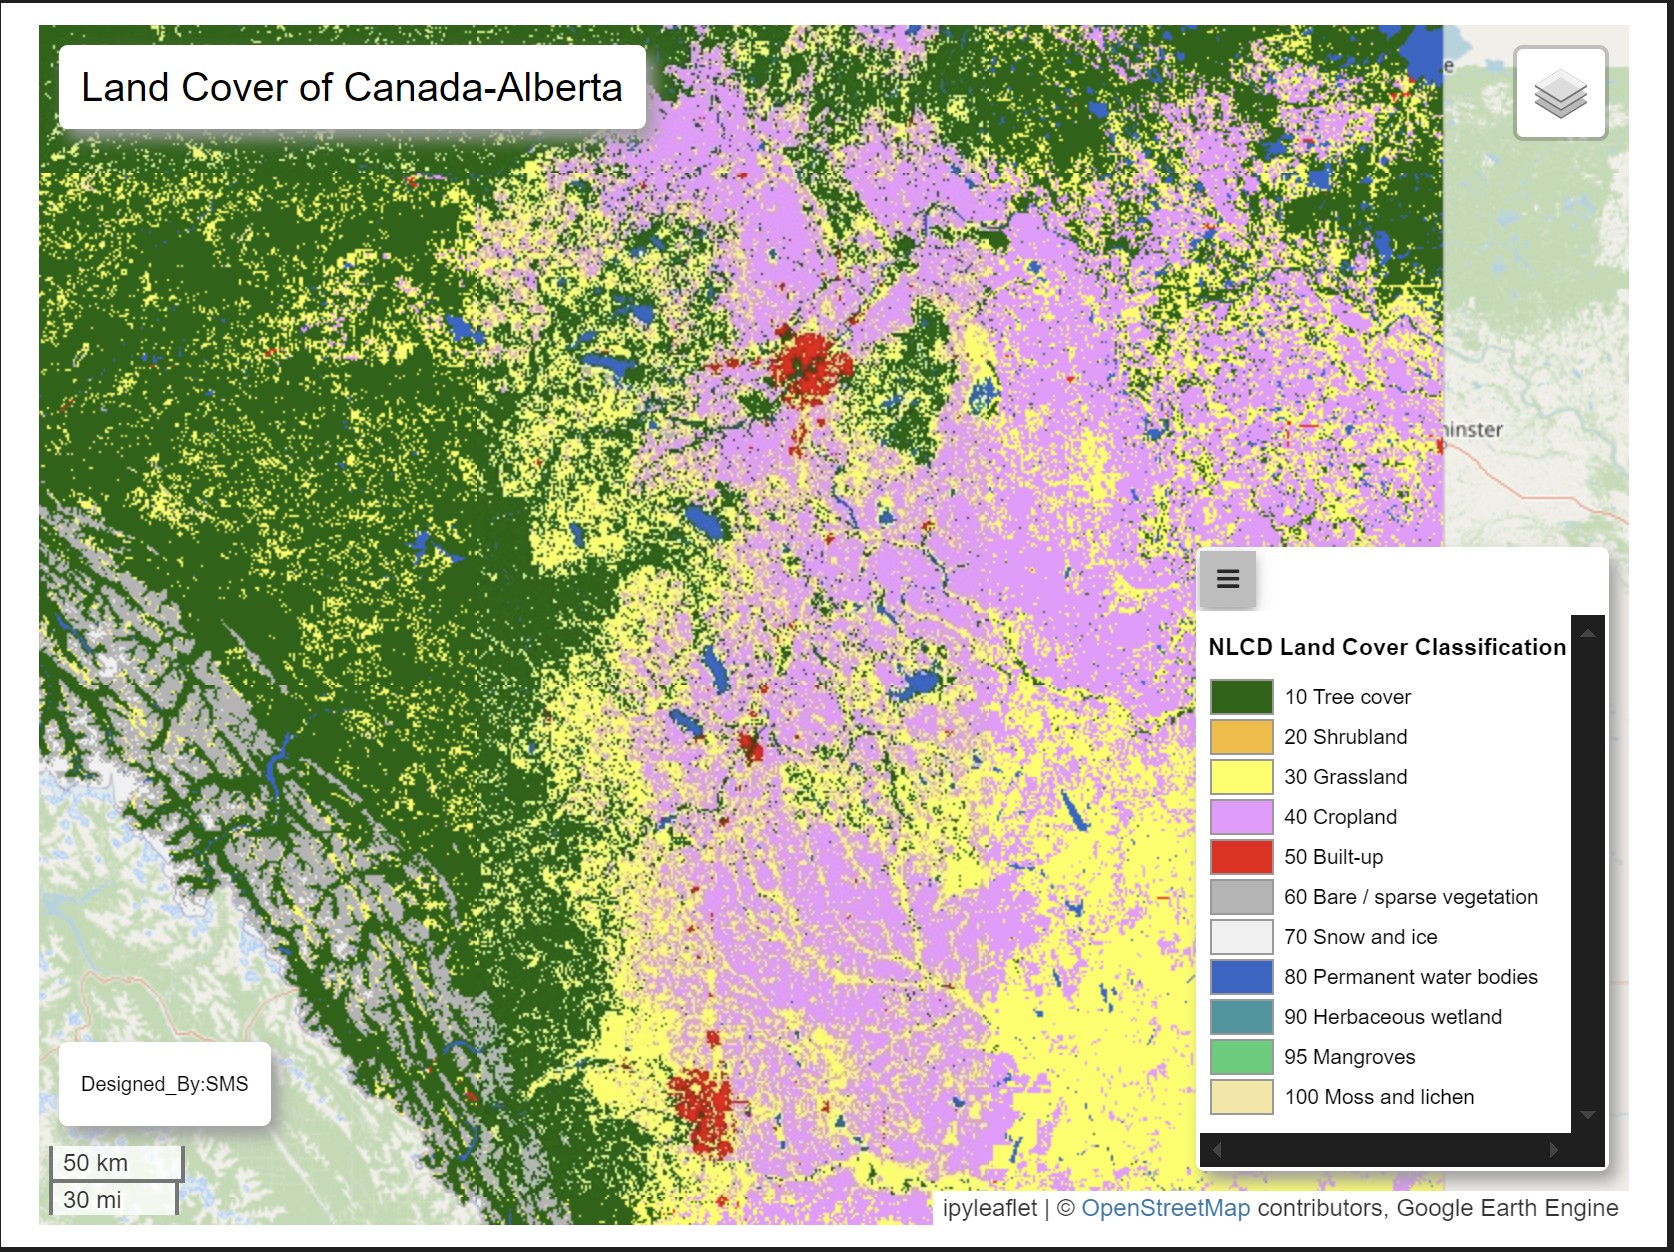 Land Cover of Canada-Alberta
e
minster
NLCD Land Cover Classification
10 Tree cover
20 Shrubland
30 Grassland
40 Cropland
50 Built-up
60 Bare / sparse vegetation
70 Snow and ice
80 Permanent water bodies
90 Herbaceous wetland
95 Mangroves
100 Moss and lichen
Designed_By:SMS
50 km
30 mi
ipyleaflet | © OpenStreetMap contributors, Google Earth Engine